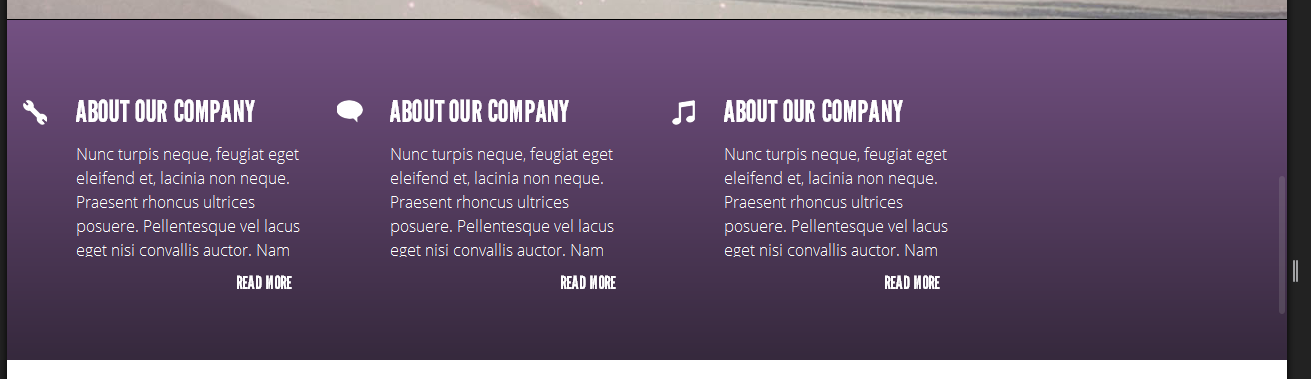 ABOUT OUR COMPANY
Nunc turpis neque, feugiat eget
eleifend et, lacinia non neque.
Praesent rhoncus ultrices
posuere. Pellentesque vel lacus
eget nisi convallis auctor. Nam
READ MORE
ABOUT OUR COMPANY
Nunc turpis neque, feugiat eget
eleifend et, lacinia non neque.
Praesent rhoncus ultrices
posuere. Pellentesque vel lacus
eget nisi convallis auctor. Nam
READ MORE
ABOUT OUR COMPANY
Nunc turpis neque, feugiat eget
eleifend et, lacinia non neque.
Praesent rhoncus ultrices
posuere. Pellentesque vel lacus
eget nisi convallis auctor. Nam
READ MORE